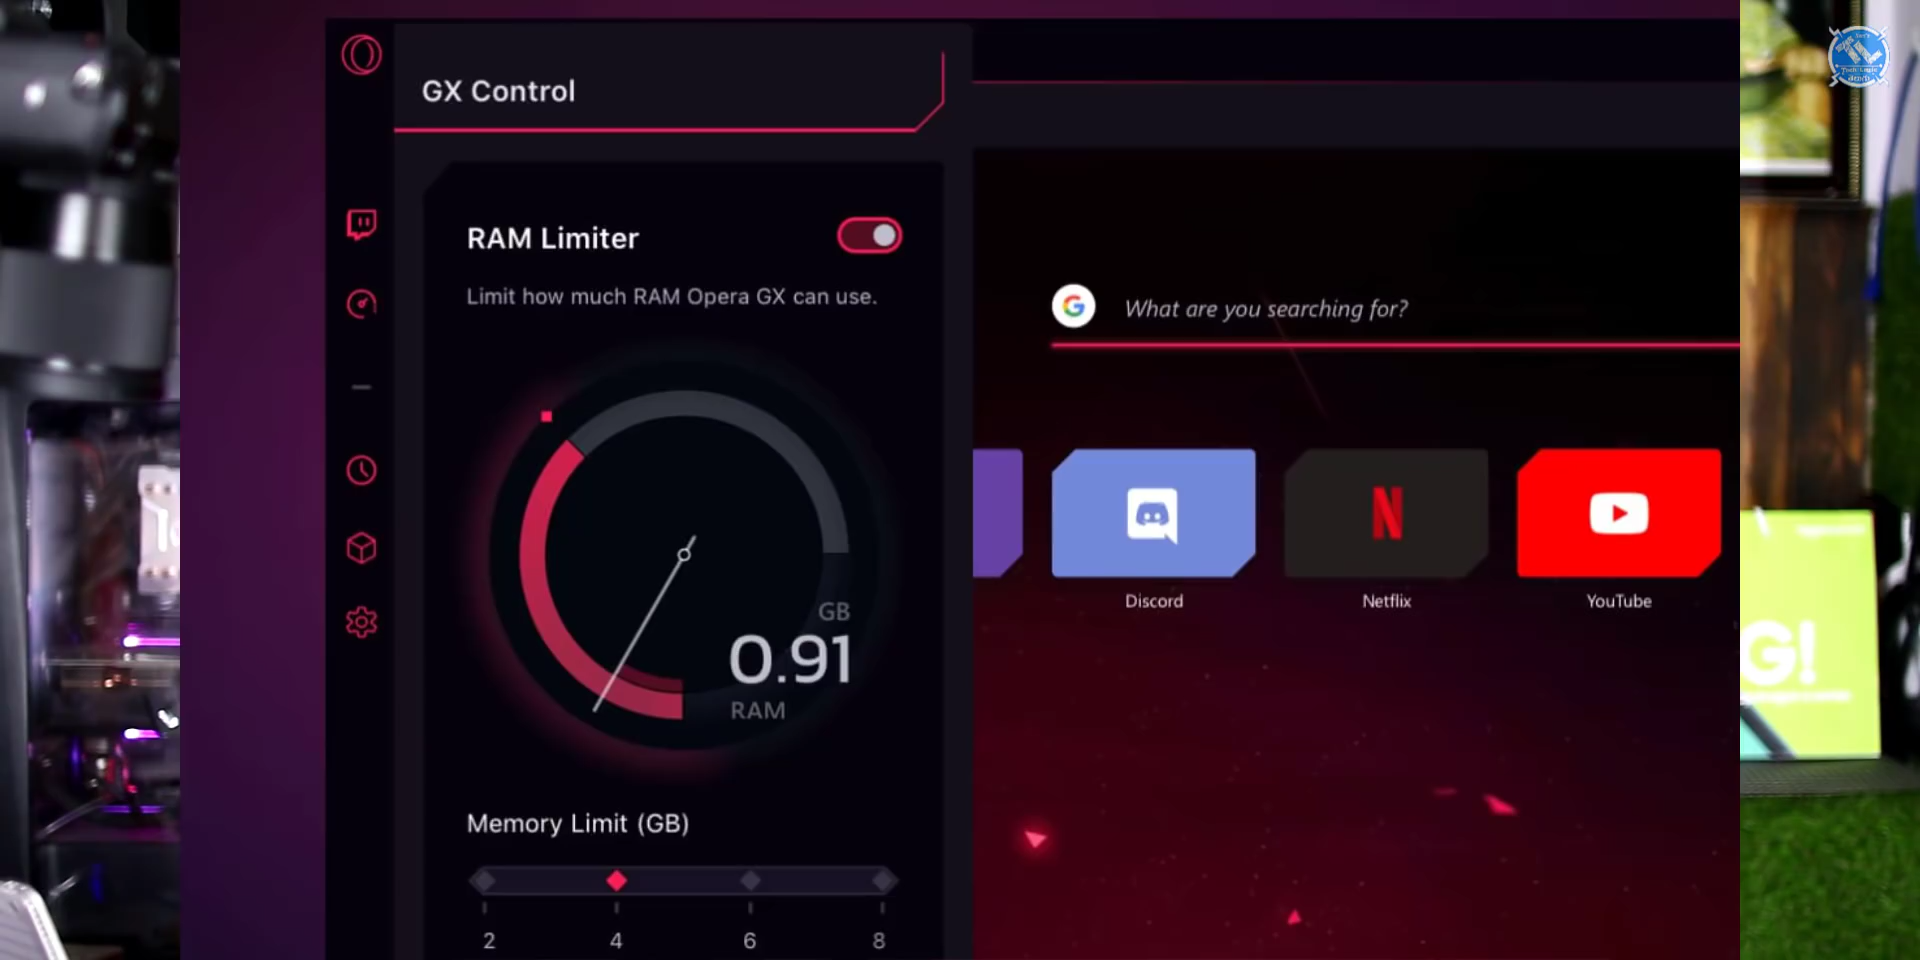 GX Control
RAM Limiter
Limit how much RAM Opera GX can use.
GB
0.91
RAM
Memory Limit (GB)
2 4 6 8
What are you searching for?
Discord
Netflix
YouTube
G!